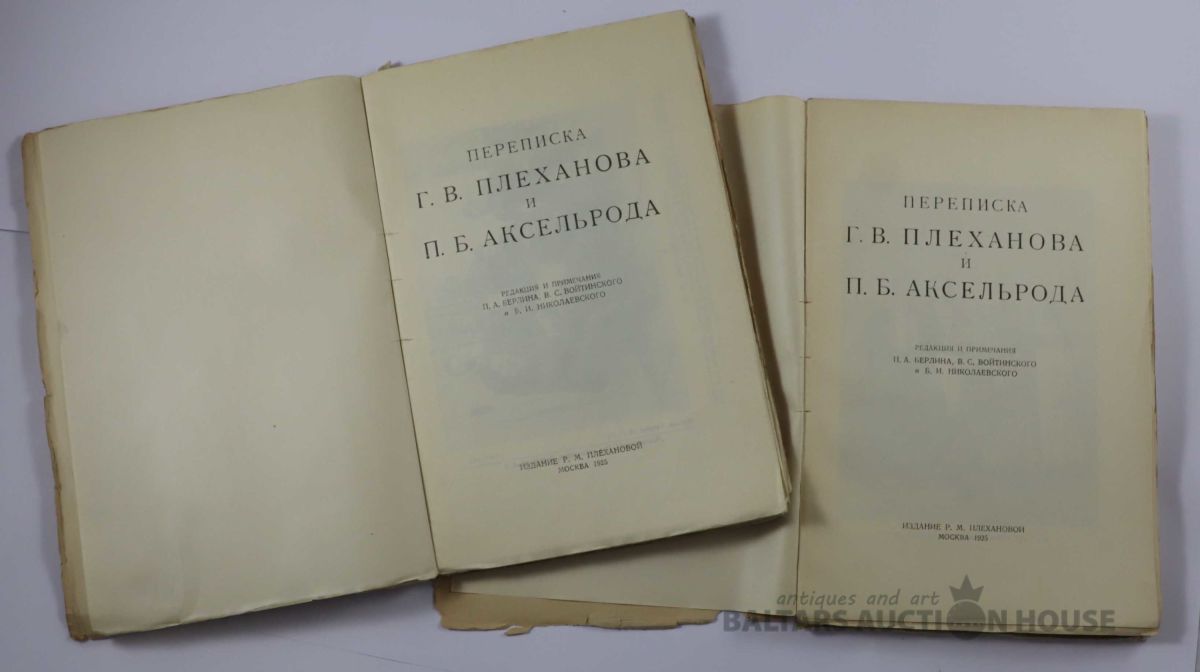 ПЕРЕПИСКА
Г. В. ПЛЕХАНОВА
И
П. Б. АКСЕЛЬРОДА
РЕДАКЦИЯ И ПРИМЕЧАНИЯ
П. А. БЕРЛИНА, В. С. ВОЙТИНСКОГО
и Б. И. НИКОЛАЕВСКОГО
ИЗДАНИЕ Р. М. ПЛЕХАНОВОЙ
МОСКВА 1925
ПЕРЕПИСКА
Г. В. ПЛЕХАНОВА
И
П. Б. АКСЕЛЬРОДА
РЕДАКЦИЯ И ПРИМЕЧАНИЯ
П. А. БЕРЛИНА, В. С. ВОЙТИНСКОГО
и Б. И. НИКОЛАЕВСКОГО
ИЗДАНИЕ Р. М. ПЛЕХАНОВОЙ
МОСКВА 1925
antiques and art
BALTARS AUCTION HOUSE